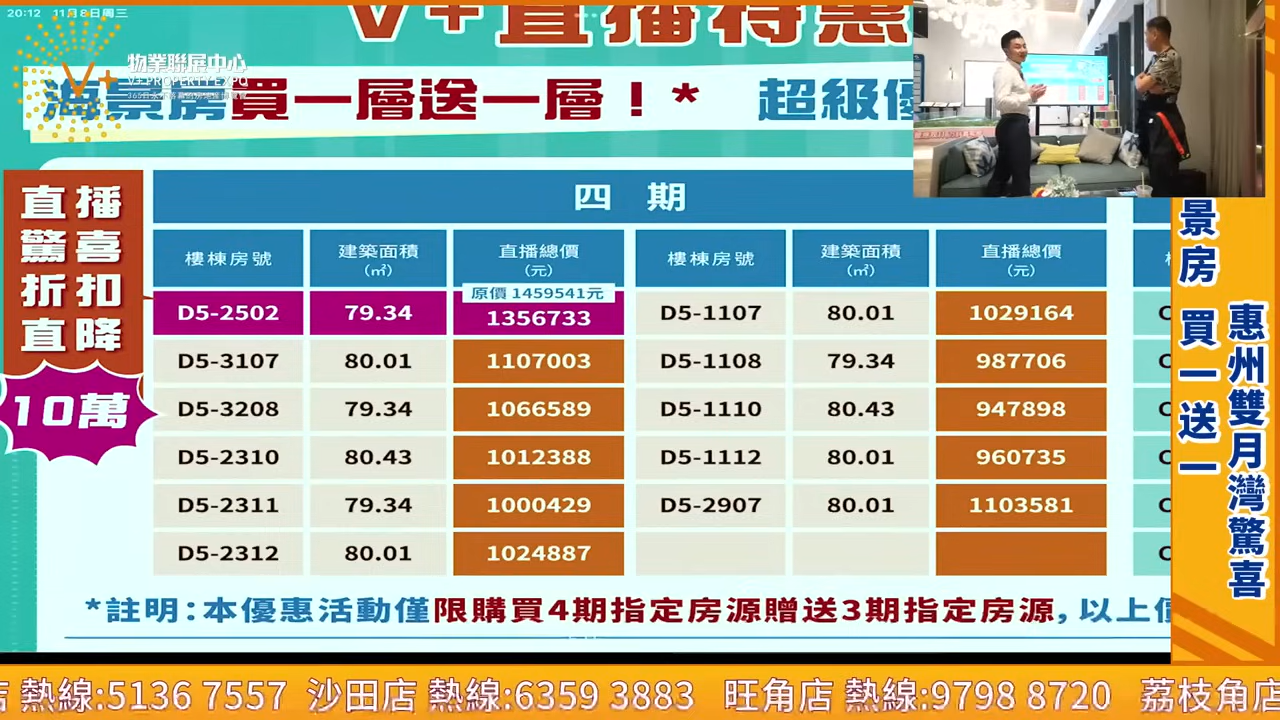 20:12 11月8日周三
V+直播特惠
物業聯展中心
V+ PROPERTY EXPO
海景房買一層送一層！* 超級優
直播
驚喜
折扣
直降
10萬
四 期
樓棟房號 建築面積(㎡) 直播總價(元) 樓棟房號 建築面積(㎡) 直播總價(元)
原價 1459541元
D5-2502 79.34 1356733 D5-1107 80.01 1029164
D5-3107 80.01 1107003 D5-1108 79.34 987706
D5-3208 79.34 1066589 D5-1110 80.43 947898
D5-2310 80.43 1012388 D5-1112 80.01 960735
D5-2311 79.34 1000429 D5-2907 80.01 1103581
D5-2312 80.01 1024887
*註明:本優惠活動僅限購買4期指定房源贈送3期指定房源，以上價
惠州雙月灣驚喜
景房 買一送一
店 熱線:5136 7557 沙田店 熱線:6359 3883 旺角店 熱線:9798 8720 荔枝角店